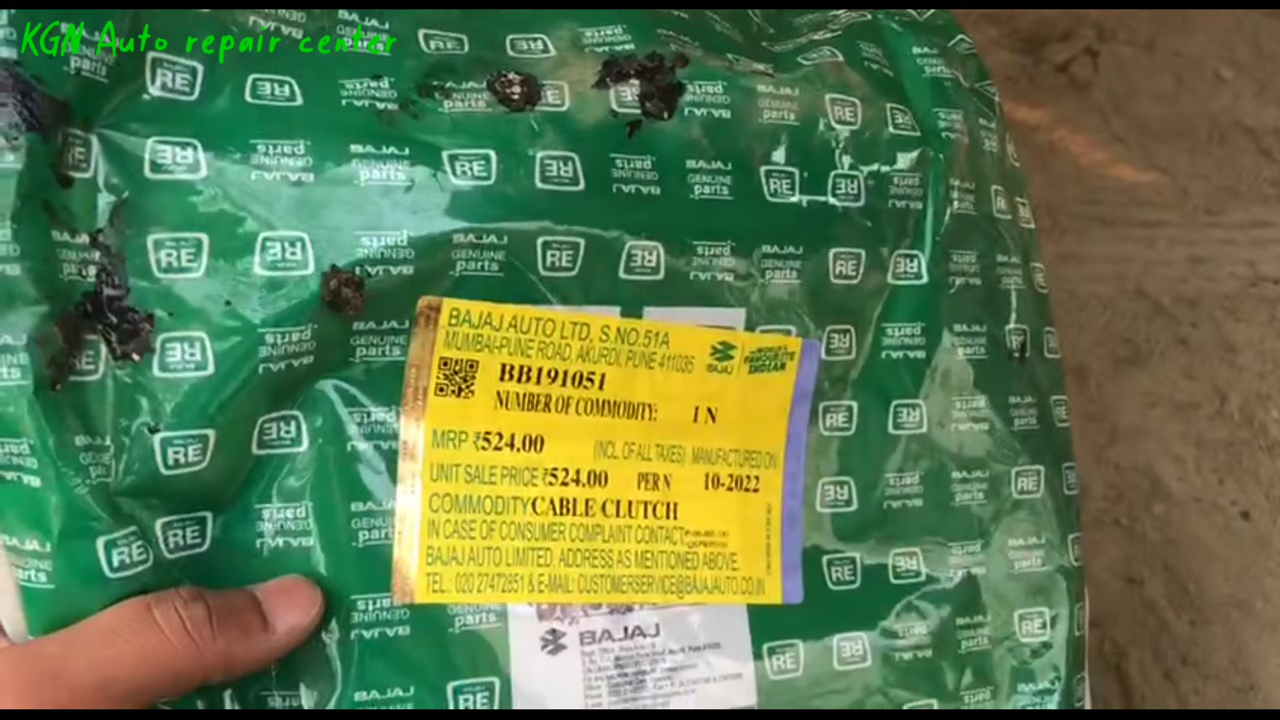 KGN Auto repair center
BAJAJ
GENUINE
parts
RE
BAJAJ AUTO LTD, S.NO.51A
MUMBAI-PUNE ROAD, AKURDI, PUNE 411035
BB191051
NUMBER OF COMMODITY: 1 N
MRP ₹524.00 (INCL. OF ALL TAXES) MANUFACTURED ON
UNIT SALE PRICE ₹524.00 PER N 10-2022
COMMODITY CABLE CLUTCH
IN CASE OF CONSUMER COMPLAINT CONTACT
BAJAJ AUTO LIMITED. ADDRESS AS MENTIONED ABOVE.
TEL.: 020 27472851 & E-MAIL: CUSTOMERSERVICE@BAJAJAUTO.CO.IN
BAJAJ